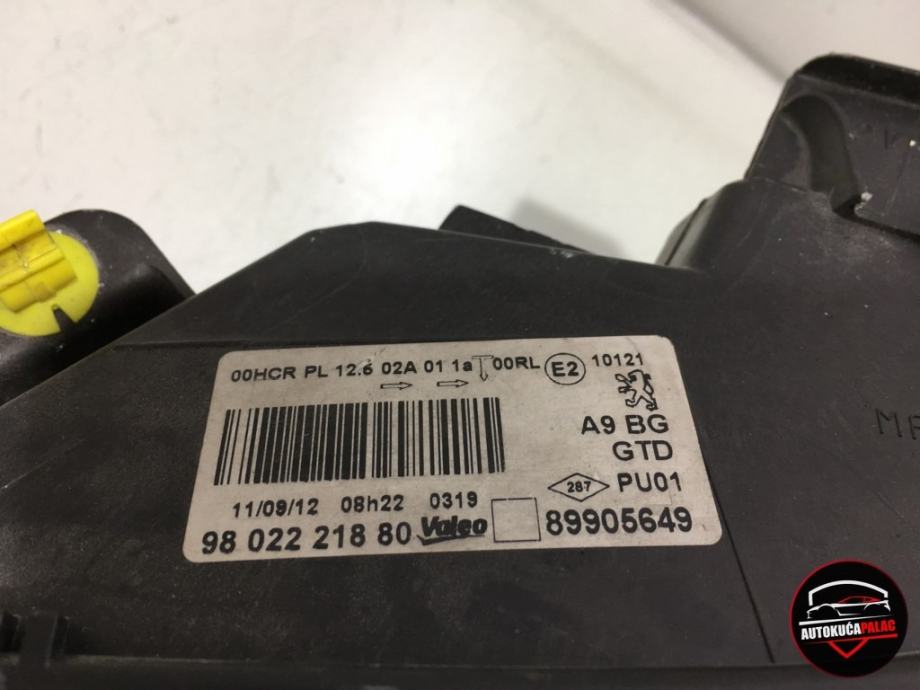 00HCR PL 12.6 02A 01 1a 00RL E2 10121
A9 BG
GTD
287 PU01
11/09/12 08h22 0319
98 022 218 80 Valeo 89905649
AUTOKUĆA PALAC